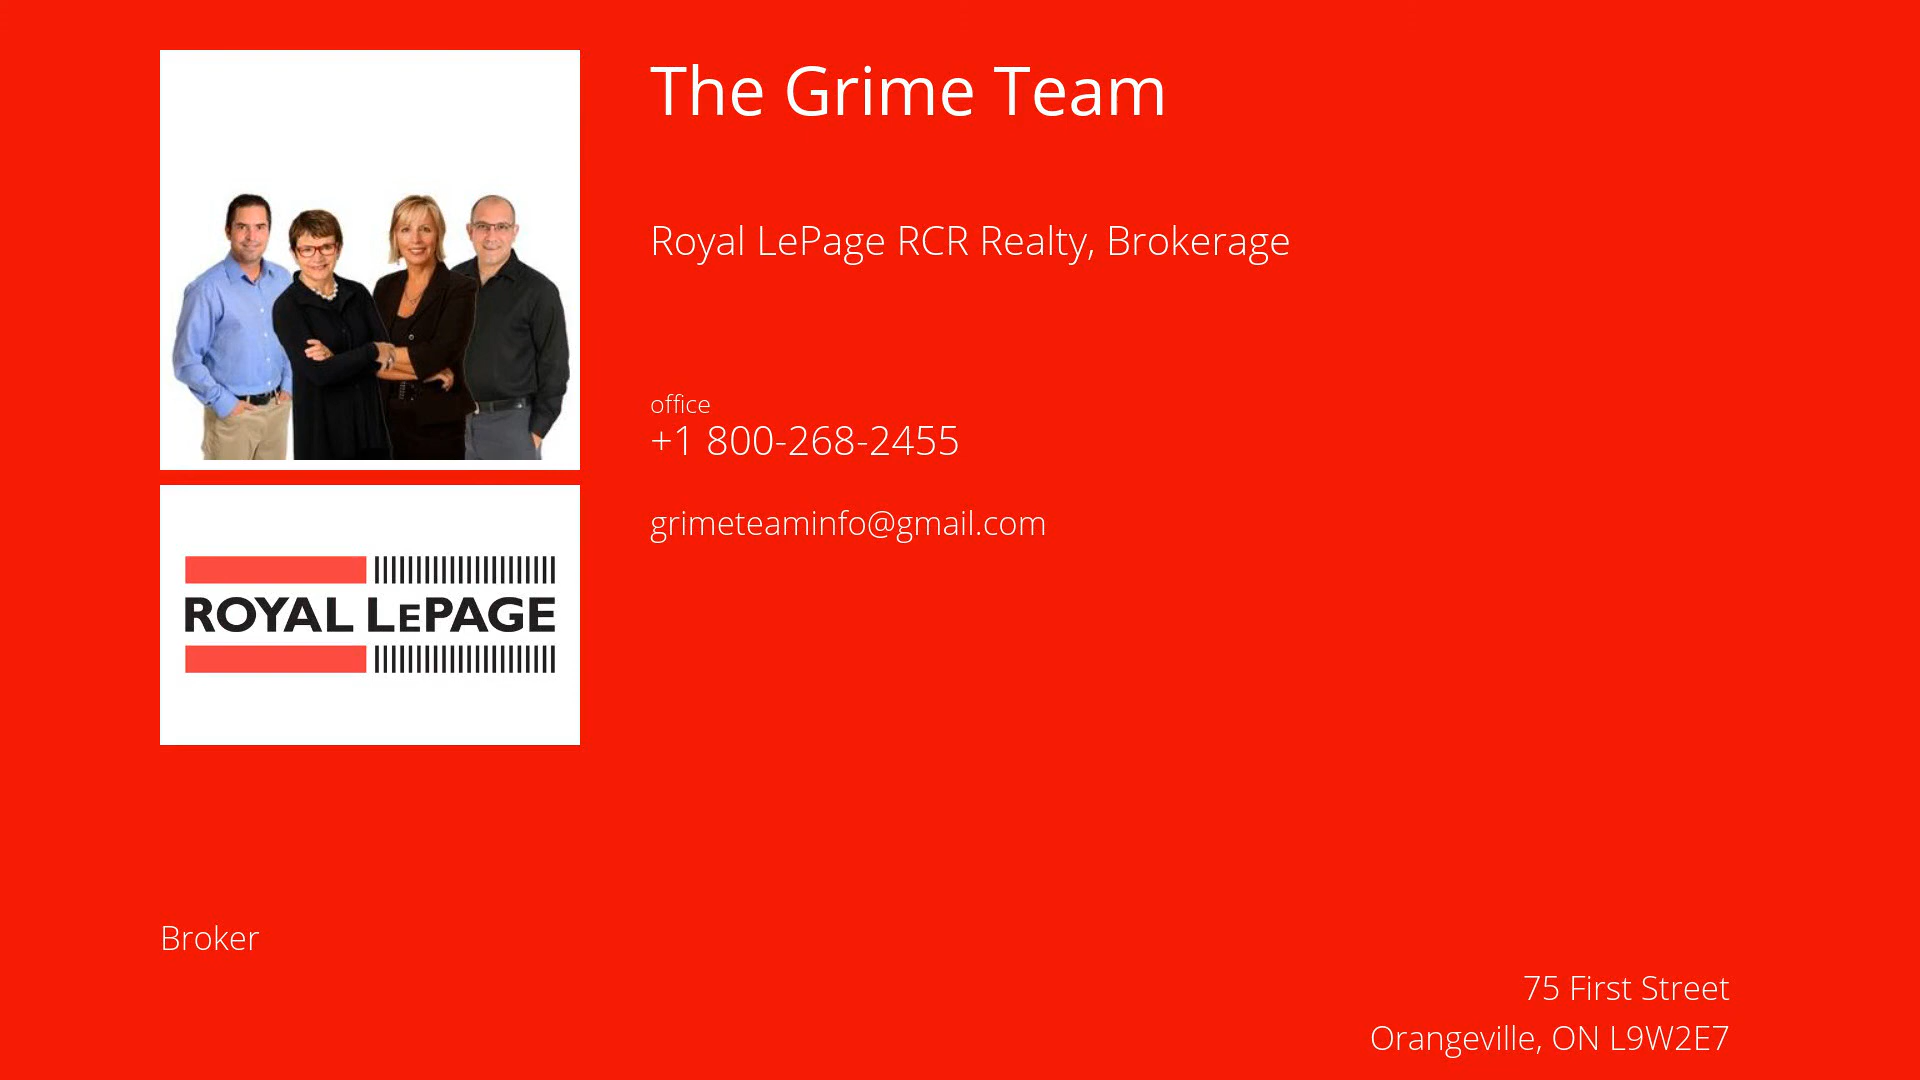 The Grime Team
Royal LePage RCR Realty, Brokerage
office
+1 800-268-2455
grimeteaminfo@gmail.com
ROYAL LEPAGE
Broker
75 First Street
Orangeville, ON L9W2E7